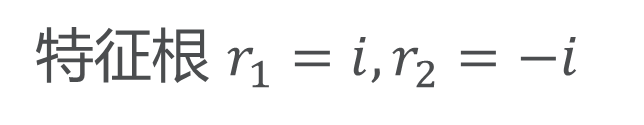 特征根 r₁ = i, r₂ = −i